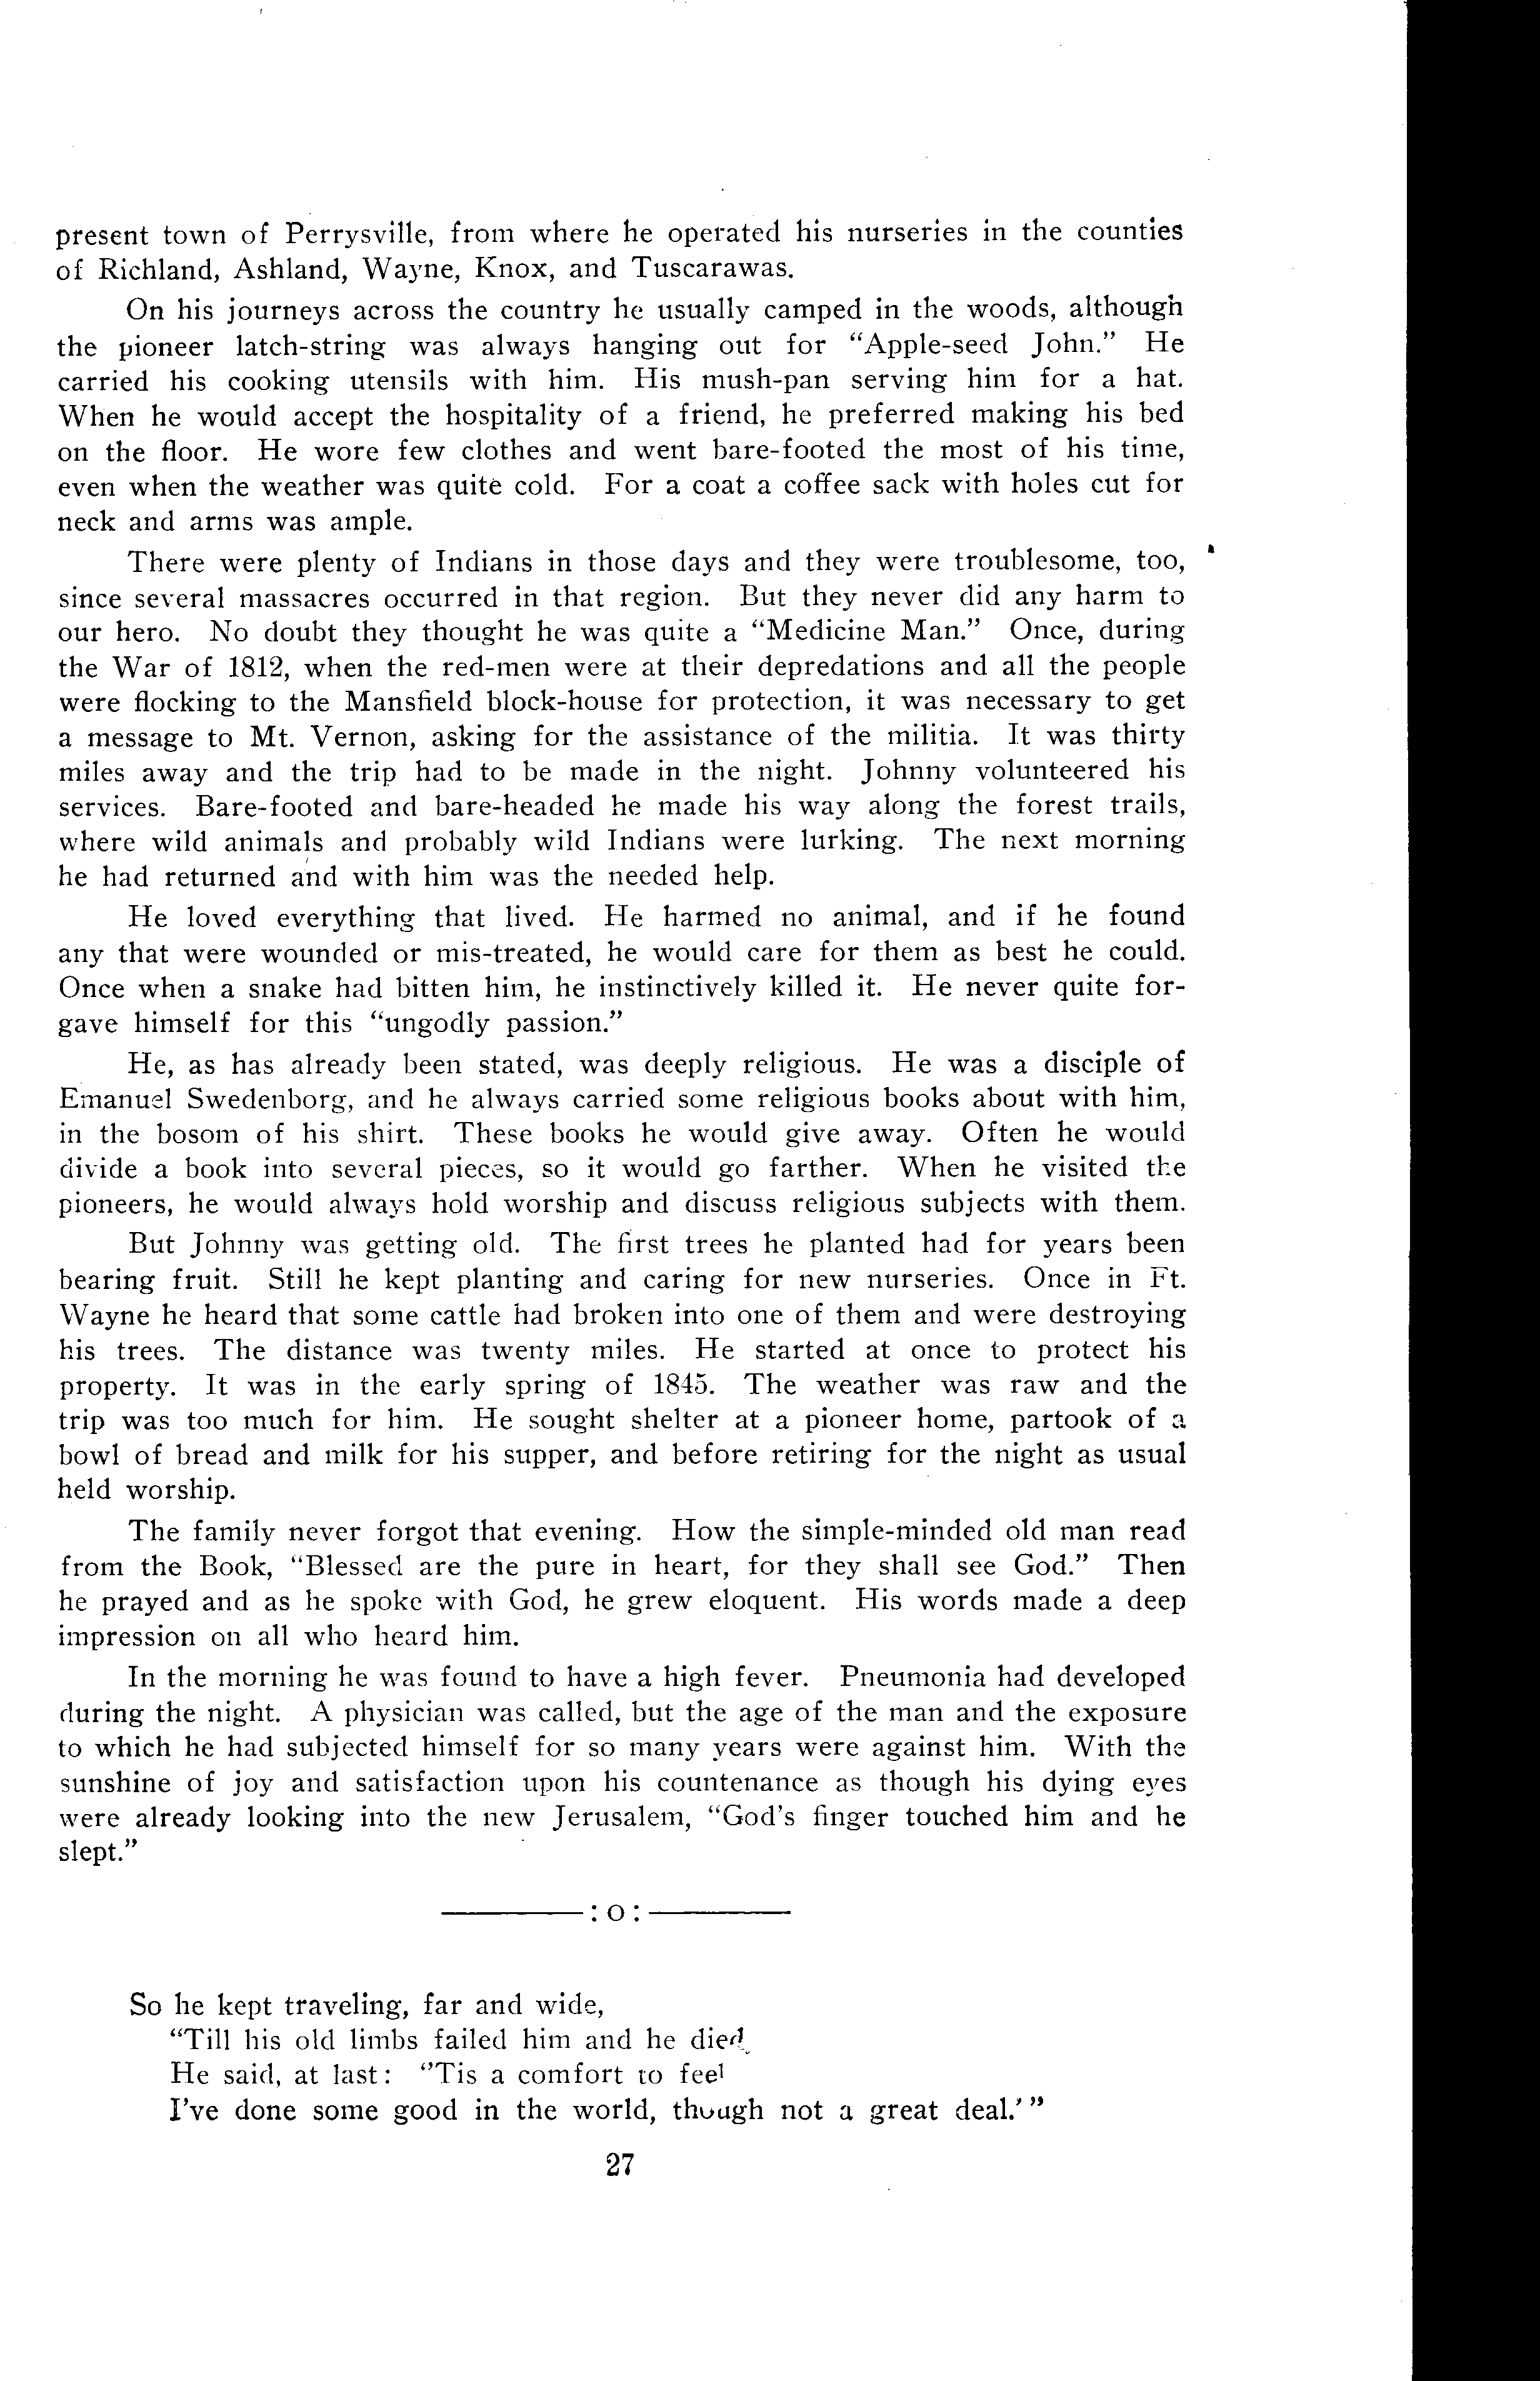 present town of Perrysville, from where he operated his nurseries in the counties
of Richland, Ashland, Wayne, Knox, and Tuscarawas.
On his journeys across the country he usually camped in the woods, although
the pioneer latch-string was always hanging out for “Apple-seed John.” He
carried his cooking utensils with him. His mush-pan serving him for a hat.
When he would accept the hospitality of a friend, he preferred making his bed
on the floor. He wore few clothes and went bare-footed the most of his time,
even when the weather was quite cold. For a coat a coffee sack with holes cut for
neck and arms was ample.
There were plenty of Indians in those days and they were troublesome, too,
since several massacres occurred in that region. But they never did any harm to
our hero. No doubt they thought he was quite a “Medicine Man.” Once, during
the War of 1812, when the red-men were at their depredations and all the people
were flocking to the Mansfield block-house for protection, it was necessary to get
a message to Mt. Vernon, asking for the assistance of the militia. It was thirty
miles away and the trip had to be made in the night. Johnny volunteered his
services. Bare-footed and bare-headed he made his way along the forest trails,
where wild animals and probably wild Indians were lurking. The next morning
he had returned and with him was the needed help.
He loved everything that lived. He harmed no animal, and if he found
any that were wounded or mis-treated, he would care for them as best he could.
Once when a snake had bitten him, he instinctively killed it. He never quite for-
gave himself for this “ungodly passion.”
He, as has already been stated, was deeply religious. He was a disciple of
Emanuel Swedenborg, and he always carried some religious books about with him,
in the bosom of his shirt. These books he would give away. Often he would
divide a book into several pieces, so it would go farther. When he visited the
pioneers, he would always hold worship and discuss religious subjects with them.
But Johnny was getting old. The first trees he planted had for years been
bearing fruit. Still he kept planting and caring for new nurseries. Once in Ft.
Wayne he heard that some cattle had broken into one of them and were destroying
his trees. The distance was twenty miles. He started at once to protect his
property. It was in the early spring of 1845. The weather was raw and the
trip was too much for him. He sought shelter at a pioneer home, partook of a
bowl of bread and milk for his supper, and before retiring for the night as usual
held worship.
The family never forgot that evening. How the simple-minded old man read
from the Book, “Blessed are the pure in heart, for they shall see God.” Then
he prayed and as he spoke with God, he grew eloquent. His words made a deep
impression on all who heard him.
In the morning he was found to have a high fever. Pneumonia had developed
during the night. A physician was called, but the age of the man and the exposure
to which he had subjected himself for so many years were against him. With the
sunshine of joy and satisfaction upon his countenance as though his dying eyes
were already looking into the new Jerusalem, “God's finger touched him and he
slept.”
———:o:———
So he kept traveling, far and wide,
“Till his old limbs failed him and he died
He said, at last: ‘'Tis a comfort to feel
I've done some good in the world, though not a great deal.’”
27